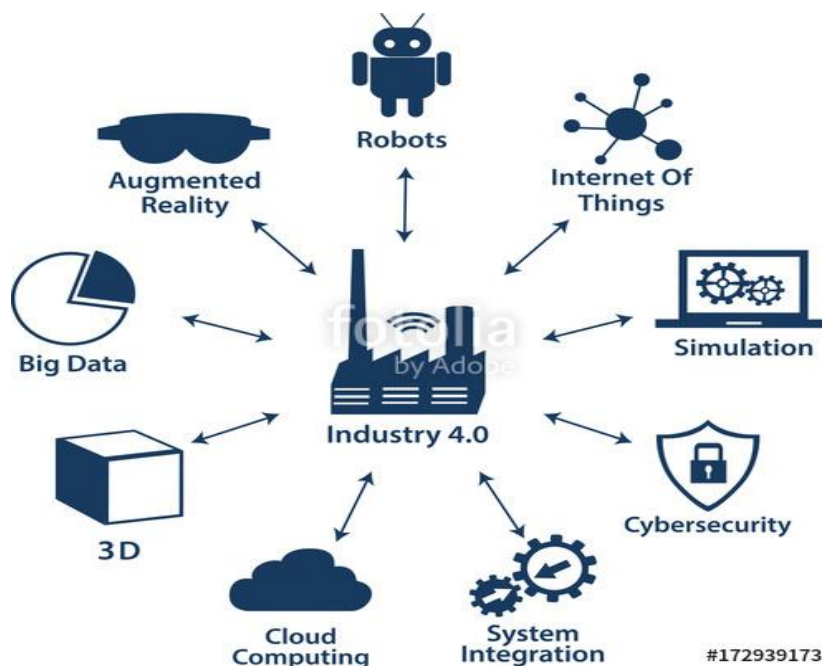 Robots
Augmented
Reality
Internet Of
Things
Big Data
fotolia
by Adobe
Simulation
Industry 4.0
3D
Cybersecurity
Cloud
Computing
System
Integration
#172939173